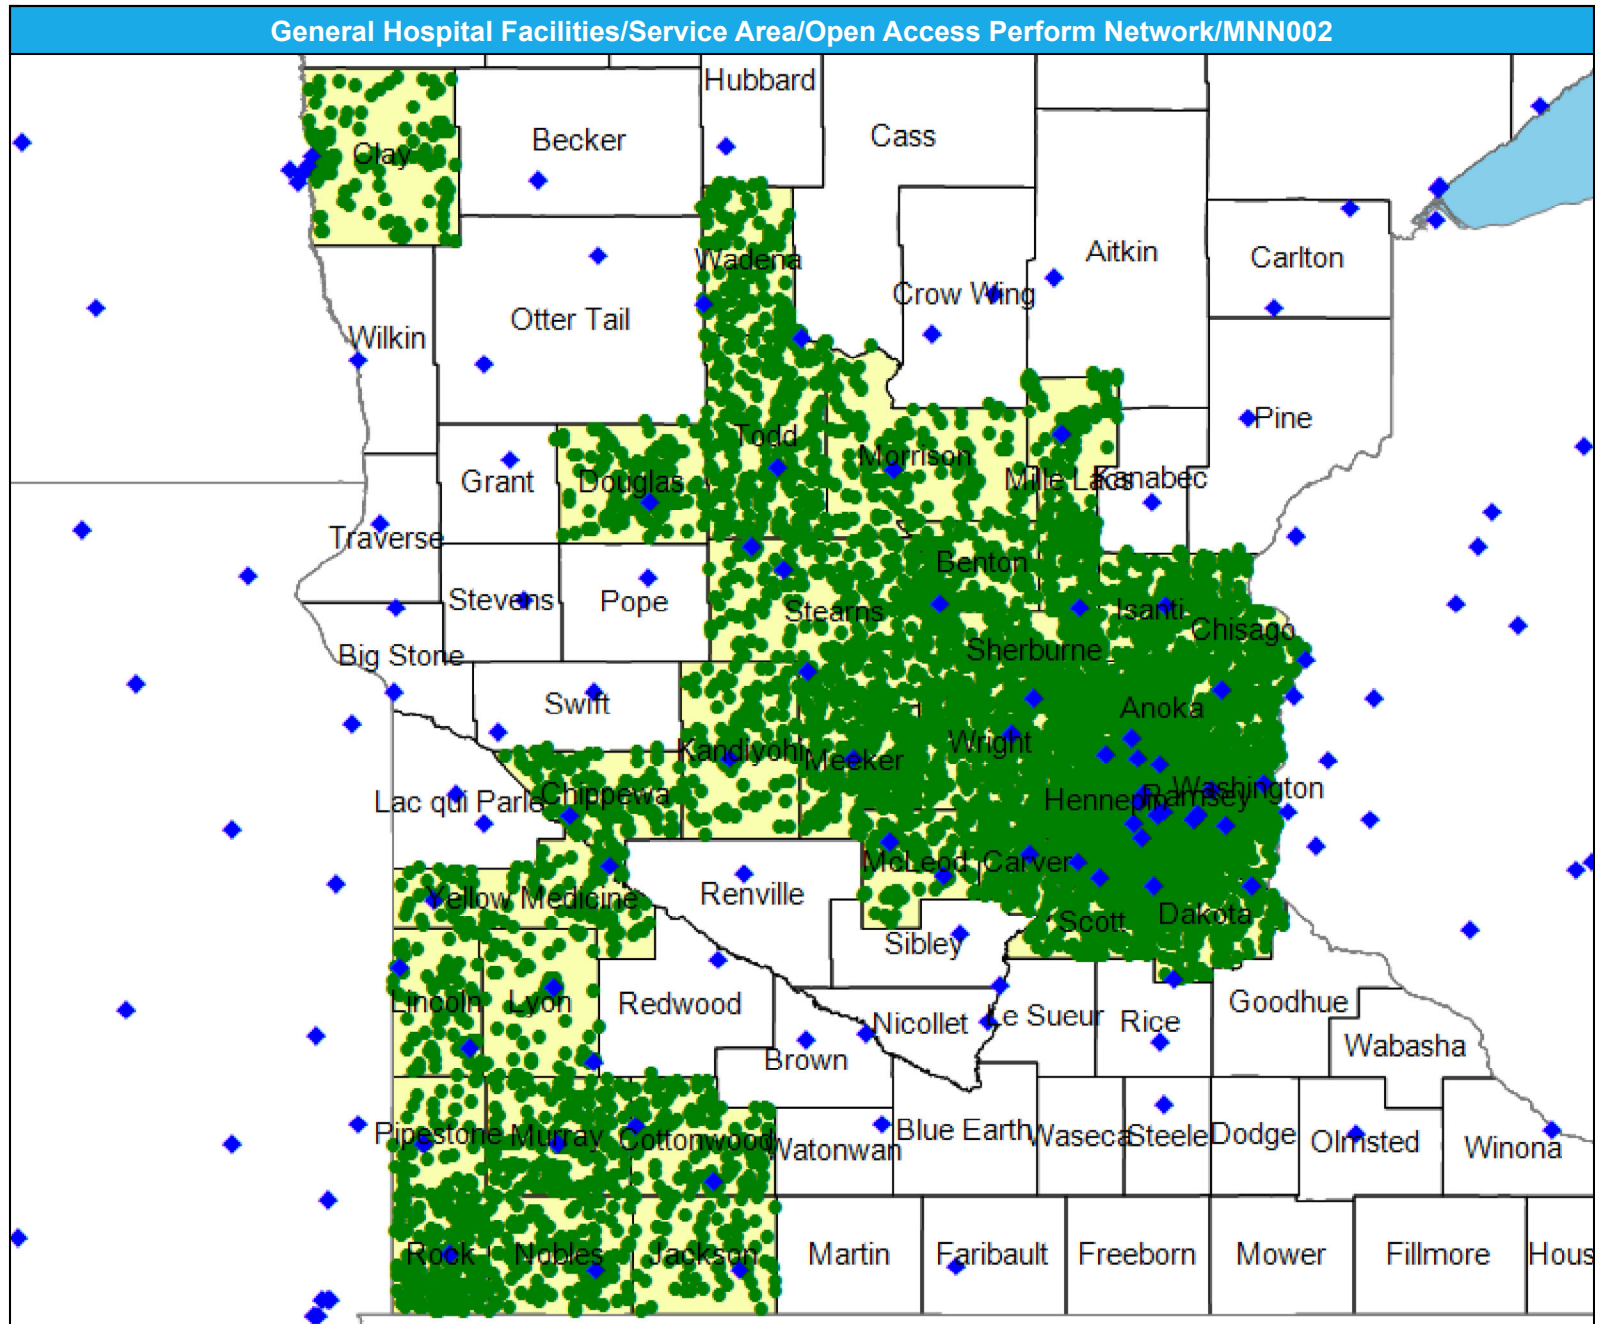 General Hospital Facilities/Service Area/Open Access Perform Network/MNN002
Hubbard
Cass
Becker
Clay
Wadena
Aitkin
Carlton
Crow Wing
Otter Tail
Wilkin
Pine
Todd
Morrison
Grant
Douglas
Mille Lacs
Kanabec
Traverse
Benton
Stevens
Pope
Stearns
Isanti
Chisago
Sherburne
Big Stone
Swift
Anoka
Wright
Kandiyohi
Meeker
Washington
Lac qui Parle
Chippewa
Hennepin
Ramsey
McLeod
Carver
Yellow Medicine
Renville
Scott
Dakota
Sibley
Lincoln
Lyon
Redwood
Goodhue
Nicollet
Le Sueur
Rice
Wabasha
Brown
Pipestone
Murray
Cottonwood
Watonwan
Blue Earth
Waseca
Steele
Dodge
Olmsted
Winona
Rock
Nobles
Jackson
Martin
Faribault
Freeborn
Mower
Fillmore
Hous